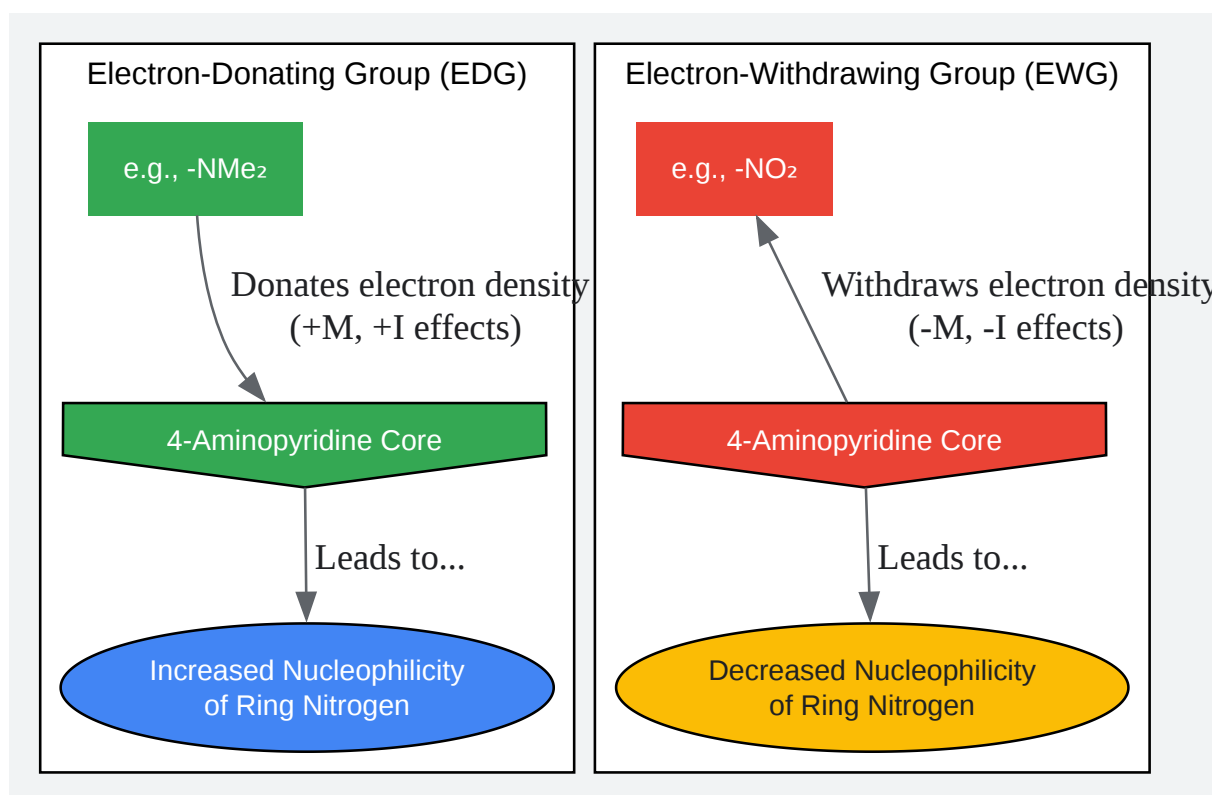 Electron-Donating Group (EDG)
e.g., -NMe₂
Donates electron density
(+M, +I effects)
4-Aminopyridine Core
Leads to...
Increased Nucleophilicity
of Ring Nitrogen
Electron-Withdrawing Group (EWG)
e.g., -NO₂
Withdraws electron density
(-M, -I effects)
4-Aminopyridine Core
Leads to...
Decreased Nucleophilicity
of Ring Nitrogen